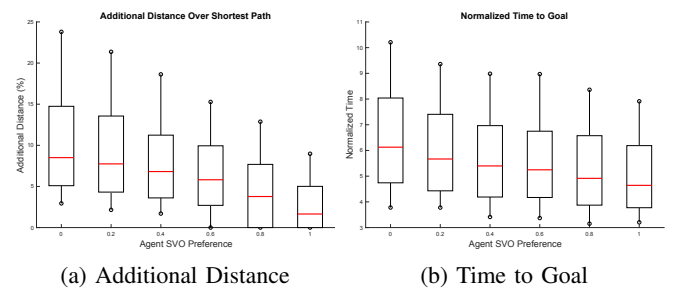 Additional Distance Over Shortest Path
Additional Distance (%)
25
20
15
10
5
0
0 0.2 0.4 0.6 0.8 1
Agent SVO Preference
(a) Additional Distance
Normalized Time to Goal
Normalized Time
11
10
9
8
7
6
5
4
3
0 0.2 0.4 0.6 0.8 1
Agent SVO Preference
(b) Time to Goal